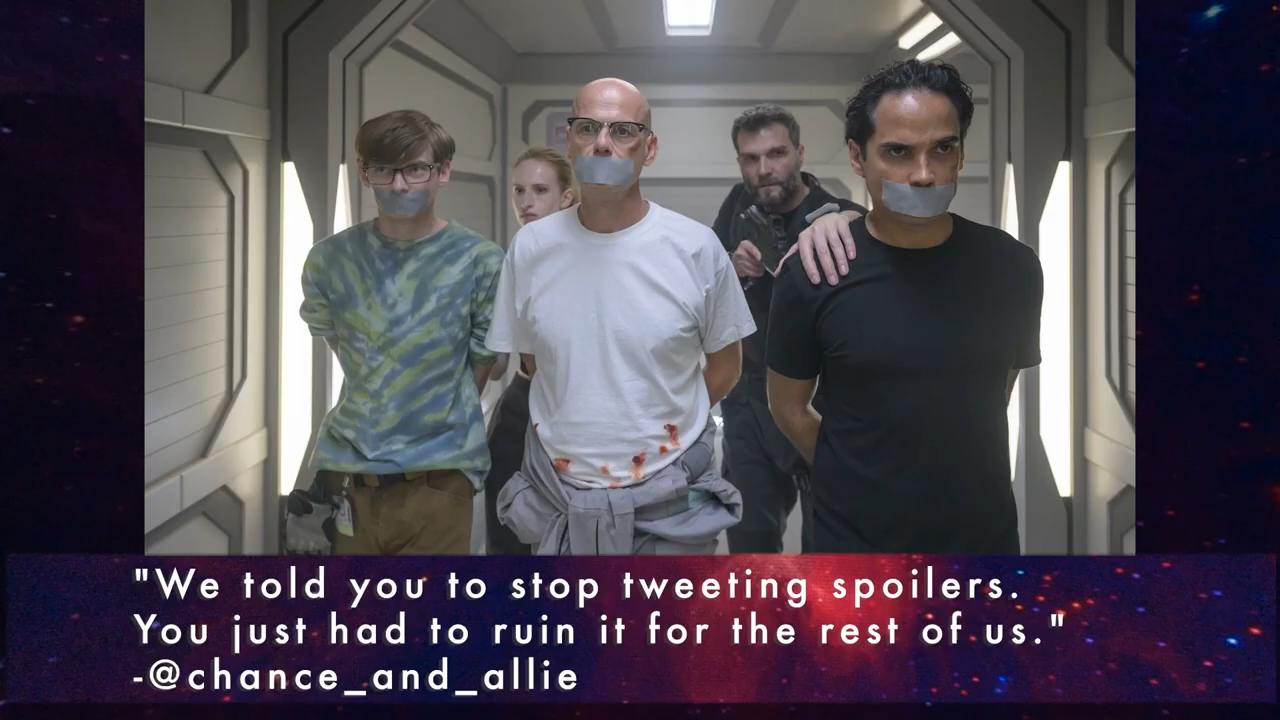 "We told you to stop tweeting spoilers.
You just had to ruin it for the rest of us."
-@chance_and_allie